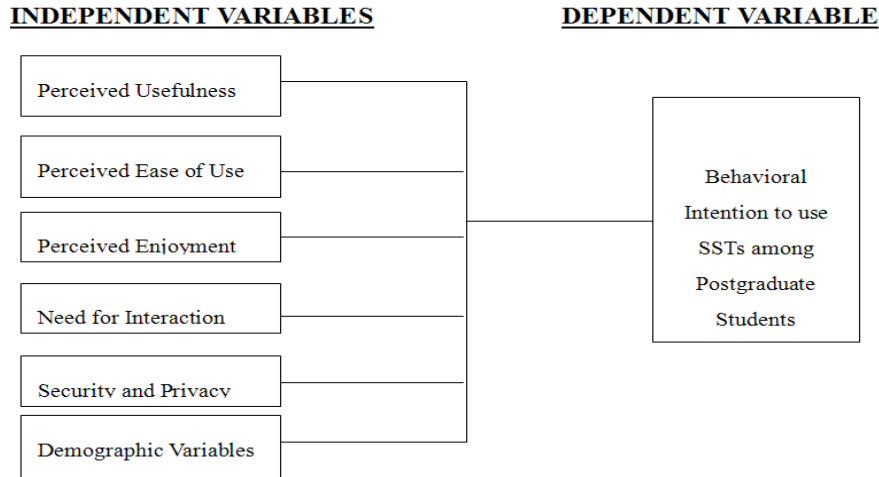 INDEPENDENT VARIABLES
DEPENDENT VARIABLE
Perceived Usefulness
Perceived Ease of Use
Perceived Enjoyment
Need for Interaction
Security and Privacy
Demographic Variables
Behavioral
Intention to use
SSTs among
Postgraduate
Students